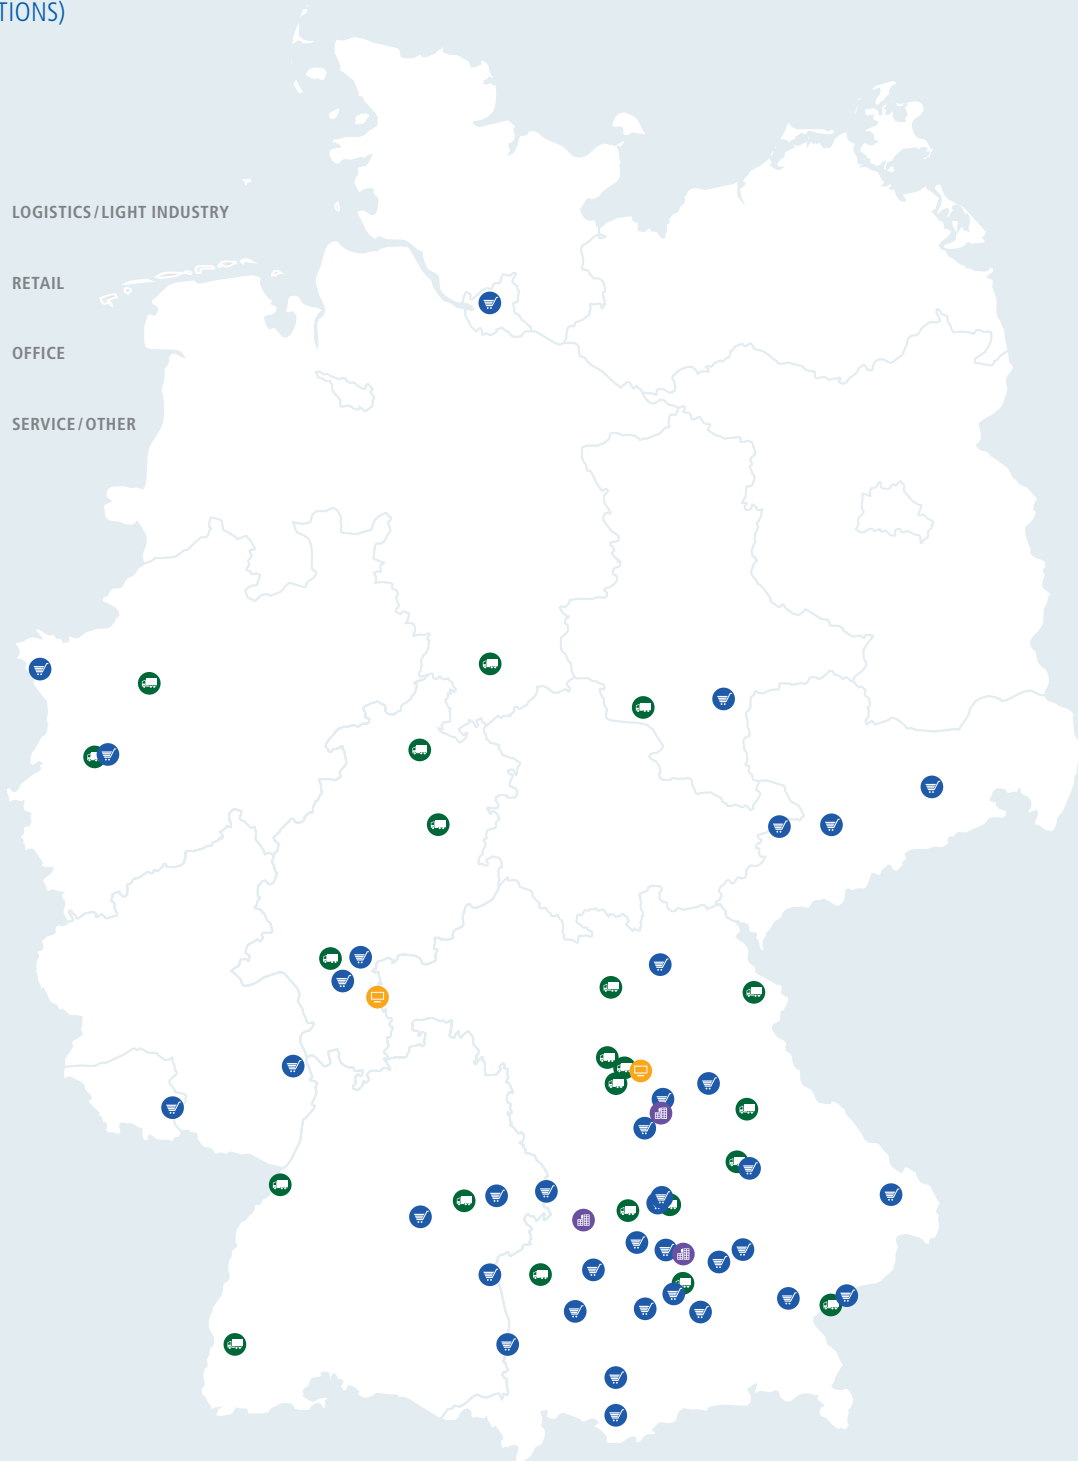 TIONS)
LOGISTICS / LIGHT INDUSTRY
RETAIL
OFFICE
SERVICE / OTHER